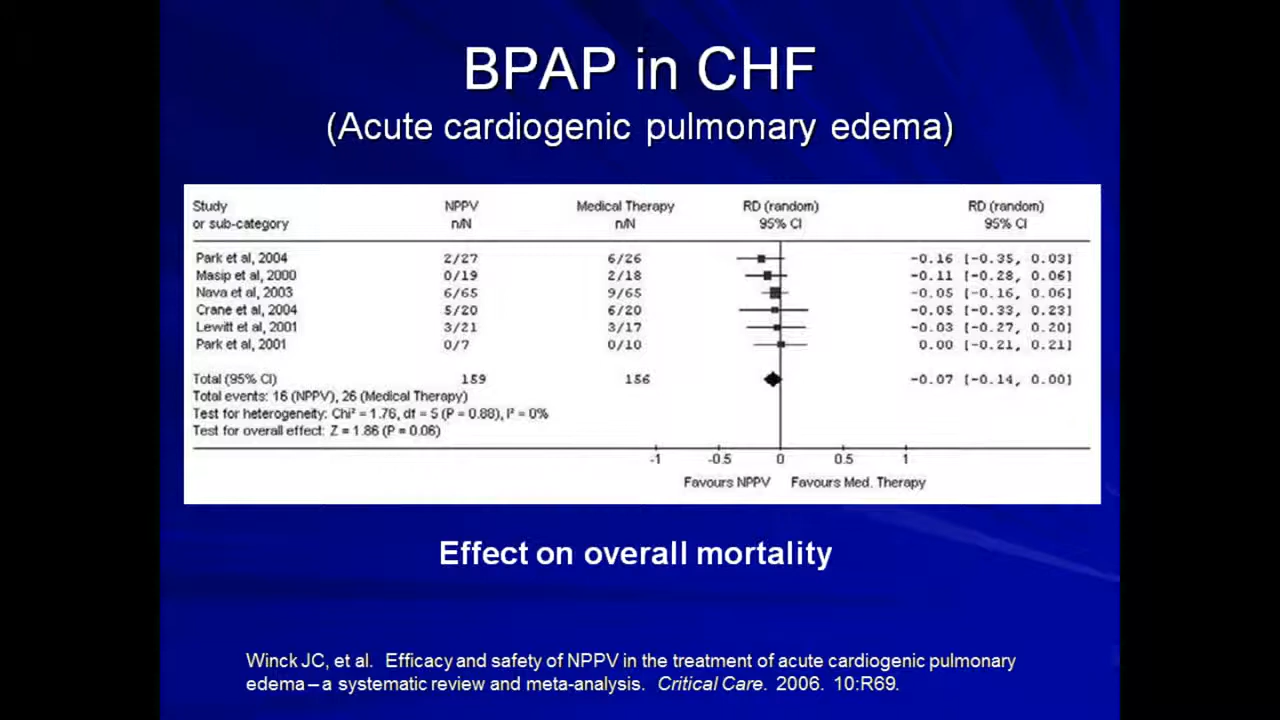 BPAP in CHF
(Acute cardiogenic pulmonary edema)
Study NPPV Medical Therapy RD (random) RD (random)
or sub-category n/N n/N 95% CI 95% CI
Park et al, 2004 2/27 6/26 -0.16 [-0.35, 0.03]
Masip et al, 2000 0/19 2/18 -0.11 [-0.28, 0.06]
Nava et al, 2003 6/65 9/65 -0.05 [-0.16, 0.06]
Crane et al, 2004 5/20 6/20 -0.05 [-0.33, 0.23]
Lewitt et al, 2001 3/21 3/17 -0.03 [-0.27, 0.20]
Park et al, 2001 0/7 0/10 0.00 [-0.21, 0.21]
Total (95% CI) 159 156 -0.07 [-0.14, 0.00]
Total events: 16 (NPPV), 26 (Medical Therapy)
Test for heterogeneity: Chi² = 1.76, df = 5 (P = 0.88), I² = 0%
Test for overall effect: Z = 1.86 (P = 0.06)
-1 -0.5 0 0.5 1
Favours NPPV Favours Med. Therapy
Effect on overall mortality
Winck JC, et al. Efficacy and safety of NPPV in the treatment of acute cardiogenic pulmonary
edema – a systematic review and meta-analysis. Critical Care. 2006. 10:R69.